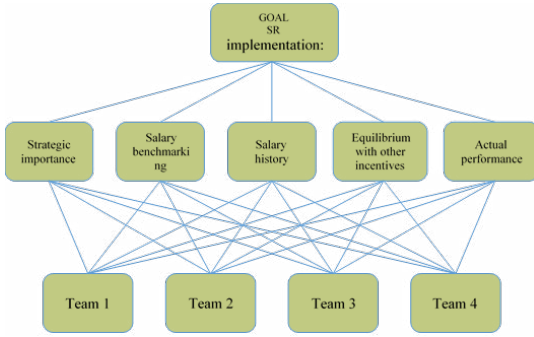 GOAL
SR
implementation:
Strategic
importance
Salary
benchmarki
ng
Salary
history
Equilibrium
with other
incentives
Actual
performance
Team 1
Team 2
Team 3
Team 4